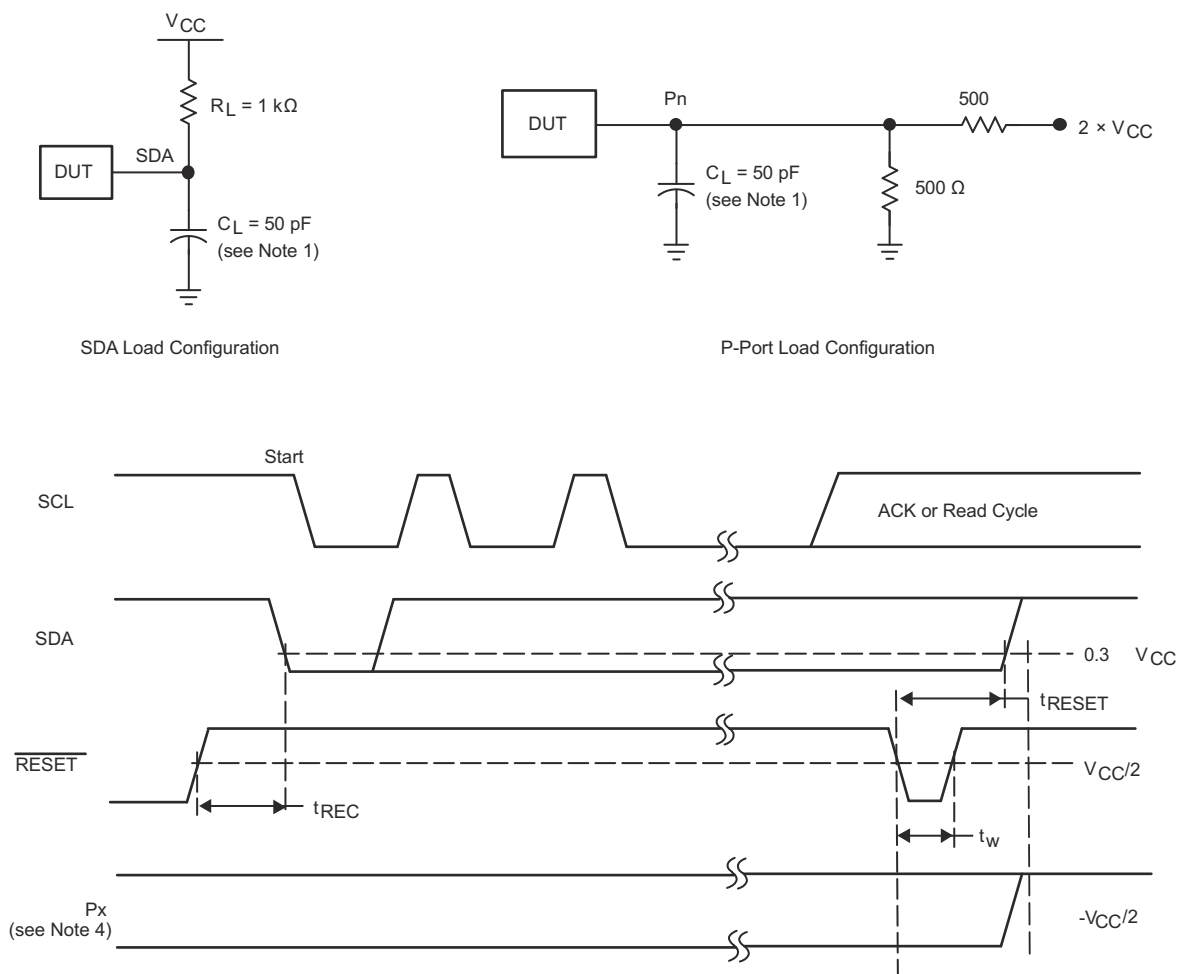 VCC
RL = 1 kΩ
DUT
SDA
CL = 50 pF
(see Note 1)
SDA Load Configuration
DUT
Pn
500
2 × VCC
CL = 50 pF
(see Note 1)
500 Ω
P-Port Load Configuration
Start
SCL
ACK or Read Cycle
SDA
0.3 VCC
tRESET
RESET
VCC/2
tREC
tw
Px
(see Note 4)
-VCC/2